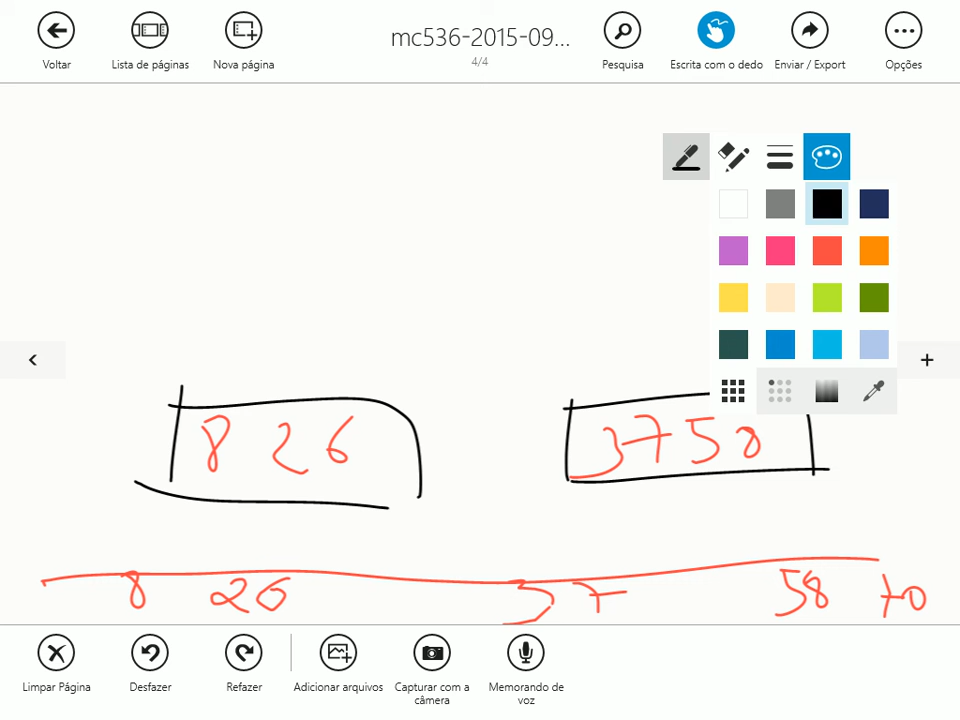 Voltar
Lista de páginas
Nova página
mc536-2015-09...
4/4
Pesquisa
Escrita com o dedo
Enviar / Export
Opções
8 26
3758
8 26 37 58 70
Limpar Página
Desfazer
Refazer
Adicionar arquivos
Capturar com a
câmera
Memorando de
voz